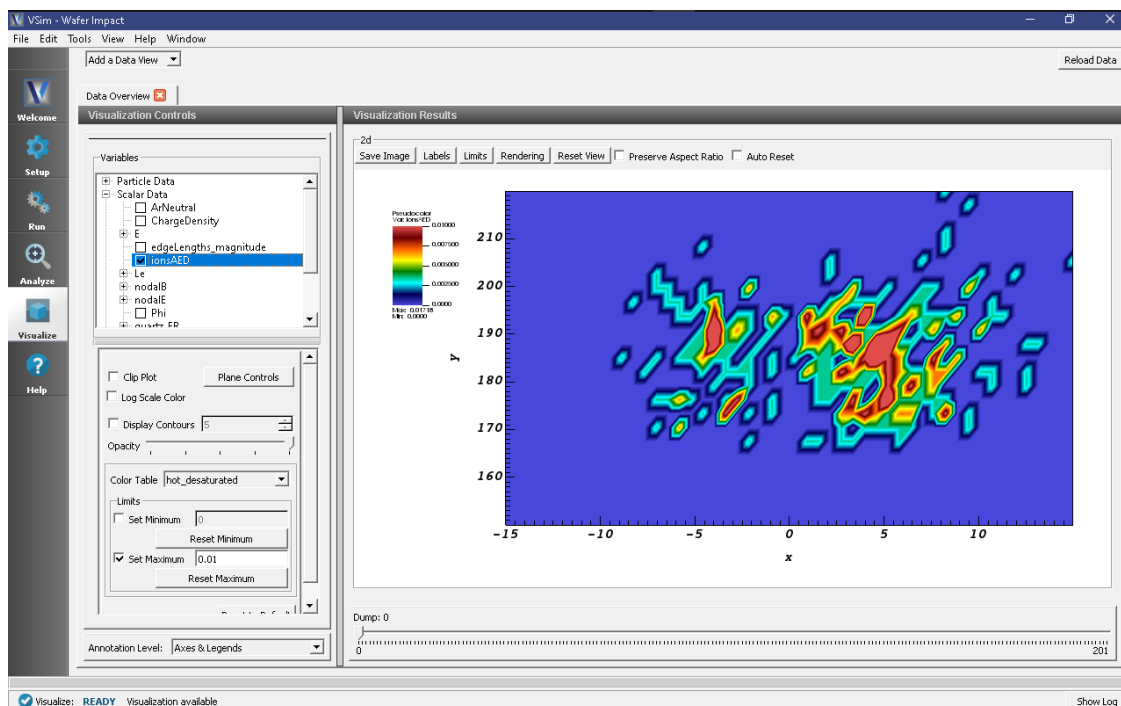 VSim - Wafer Impact
File Edit Tools View Help Window
Add a Data View
Reload Data
Data Overview
Welcome
Setup
Run
Analyze
Visualize
Help
Visualization Controls
Variables
Particle Data
Scalar Data
ArNeutral
ChargeDensity
E
edgeLengths_magnitude
ionsAED
Le
nodalB
nodalE
Phi
Clip Plot
Plane Controls
Log Scale Color
Display Contours 5
Opacity
Color Table hot_desaturated
Limits
Set Minimum 0
Reset Minimum
Set Maximum 0.01
Reset Maximum
Annotation Level: Axes & Legends
Visualization Results
2d
Save Image Labels Limits Rendering Reset View Preserve Aspect Ratio Auto Reset
Pseudocolor
Var: ionsAED
0.01000
0.007500
0.005000
0.002500
0.0000
Max: 0.01718
Min: 0.0000
210
200
190
180
170
160
Y
-15 -10 -5 0 5 10
x
Dump: 0
0 201
Visualize: READY Visualization available
Show Log